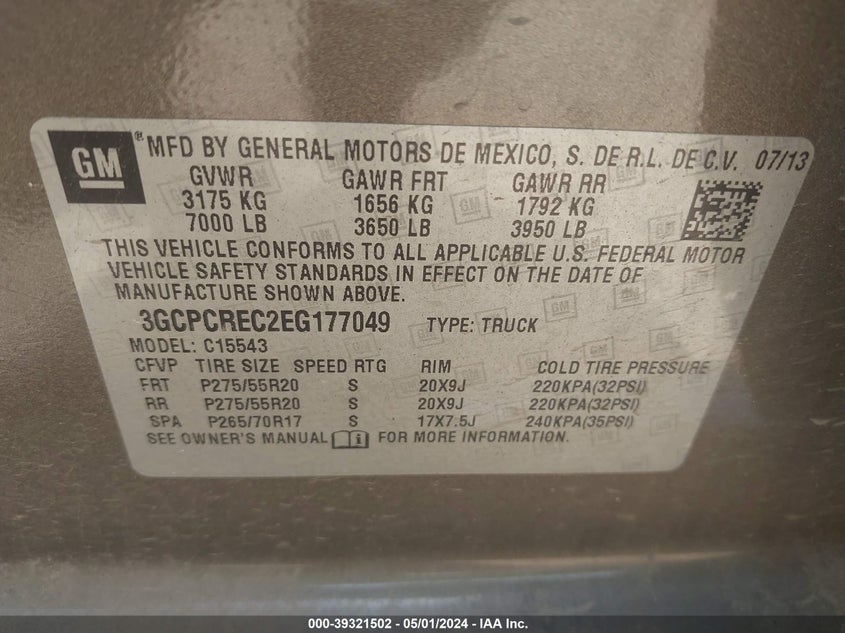 GM ® MFD BY GENERAL MOTORS DE MEXICO, S. DE R.L. DE C.V. 07/13
GVWR GAWR FRT GAWR RR
3175 KG 1656 KG 1792 KG
7000 LB 3650 LB 3950 LB
THIS VEHICLE CONFORMS TO ALL APPLICABLE U.S. FEDERAL MOTOR
VEHICLE SAFETY STANDARDS IN EFFECT ON THE DATE OF
MANUFACTURE SHOWN ABOVE.
3GCPCREC2EG177049 TYPE: TRUCK
MODEL: C15543
CFVP TIRE SIZE SPEED RTG RIM COLD TIRE PRESSURE
FRT P275/55R20 S 20X9J 220KPA(32PSI)
RR P275/55R20 S 20X9J 220KPA(32PSI)
SPA P265/70R17 S 17X7.5J 240KPA(35PSI)
SEE OWNER'S MANUAL i FOR MORE INFORMATION.
000-39321502 / 05/01/2024 - IAA Inc.